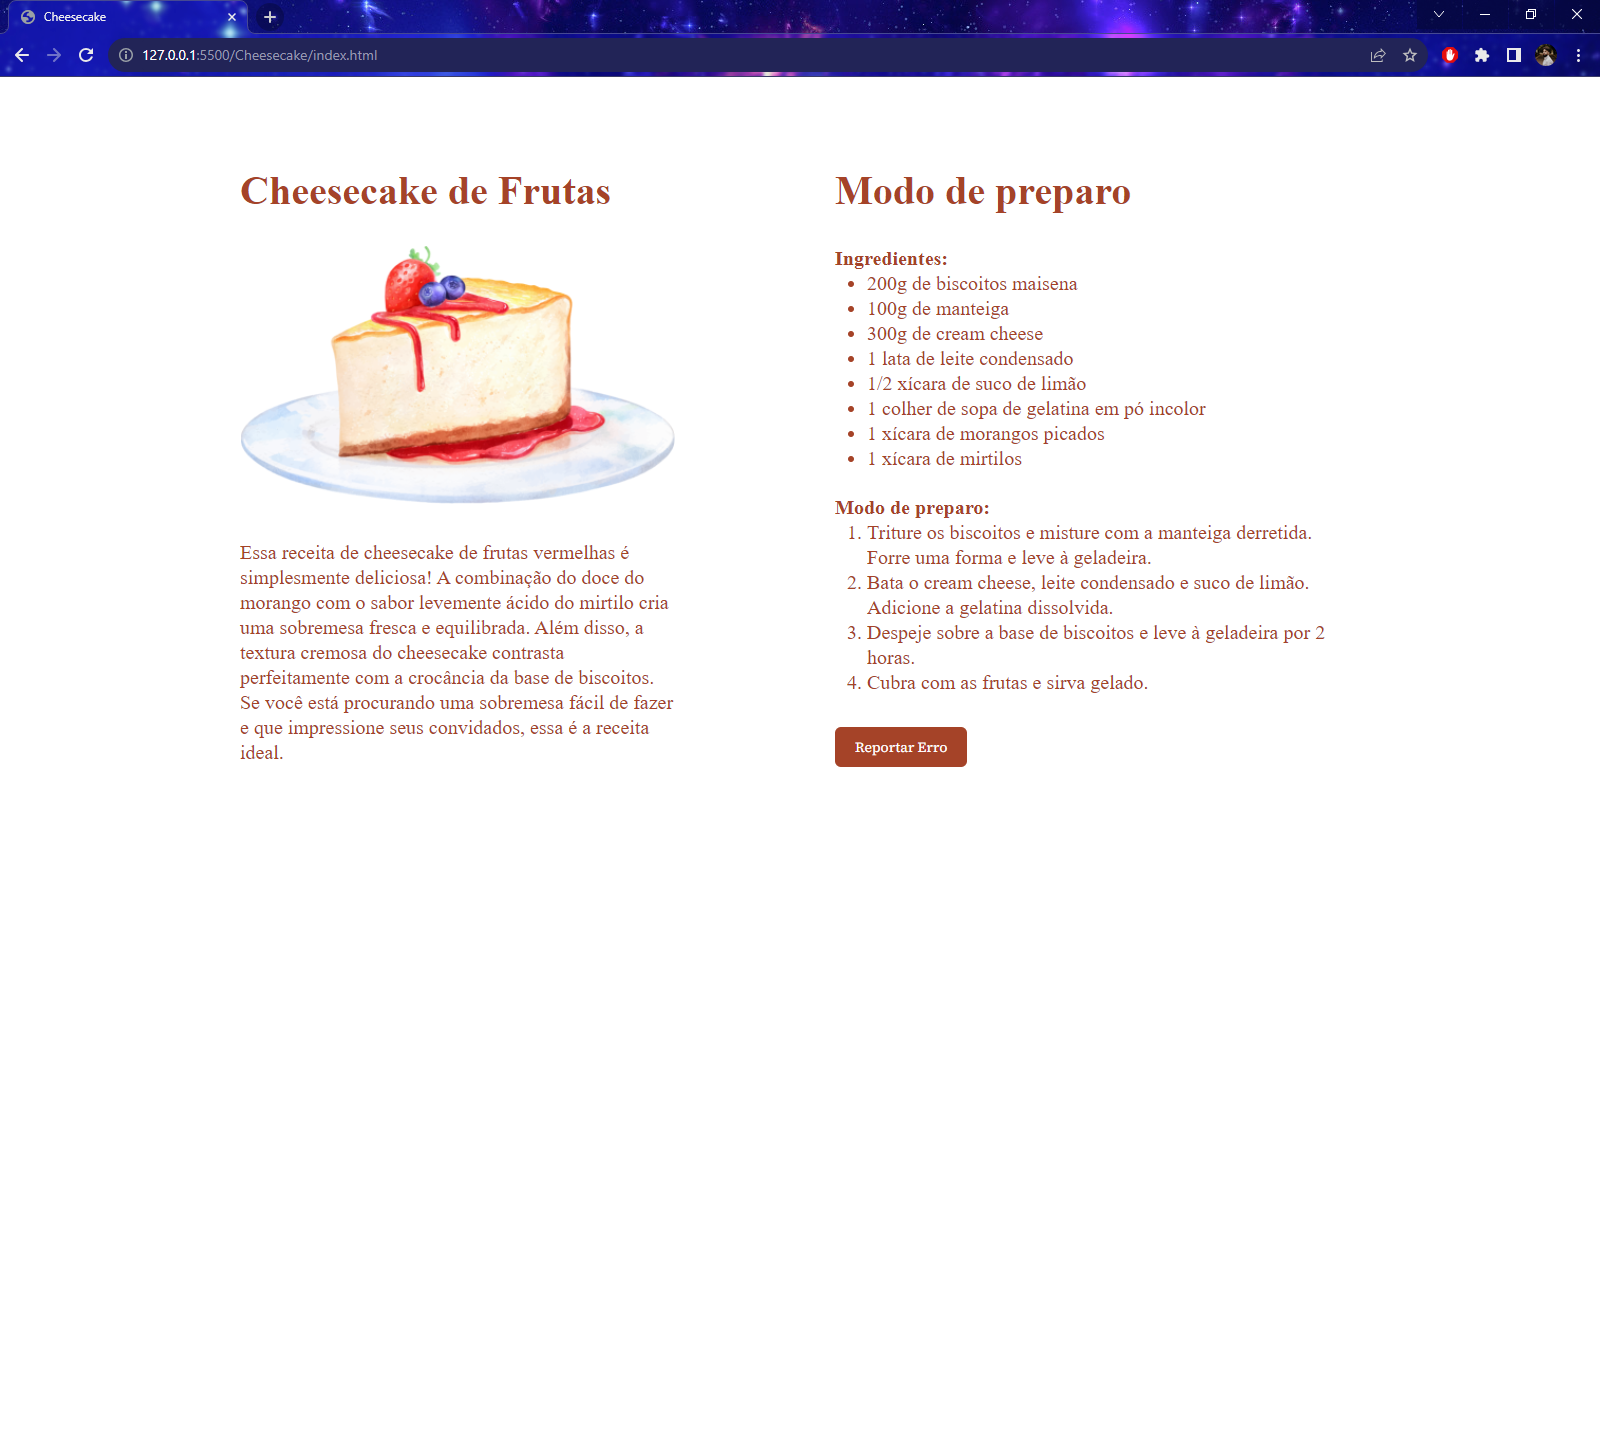 Cheesecake
127.0.0.1:5500/Cheesecake/index.html
Cheesecake de Frutas
Essa receita de cheesecake de frutas vermelhas é
simplesmente deliciosa! A combinação do doce do
morango com o sabor levemente ácido do mirtilo cria
uma sobremesa fresca e equilibrada. Além disso, a
textura cremosa do cheesecake contrasta
perfeitamente com a crocância da base de biscoitos.
Se você está procurando uma sobremesa fácil de fazer
e que impressione seus convidados, essa é a receita
ideal.
Modo de preparo
Ingredientes:
• 200g de biscoitos maisena
• 100g de manteiga
• 300g de cream cheese
• 1 lata de leite condensado
• 1/2 xícara de suco de limão
• 1 colher de sopa de gelatina em pó incolor
• 1 xícara de morangos picados
• 1 xícara de mirtilos
Modo de preparo:
1. Triture os biscoitos e misture com a manteiga derretida.
Forre uma forma e leve à geladeira.
2. Bata o cream cheese, leite condensado e suco de limão.
Adicione a gelatina dissolvida.
3. Despeje sobre a base de biscoitos e leve à geladeira por 2
horas.
4. Cubra com as frutas e sirva gelado.
Reportar Erro